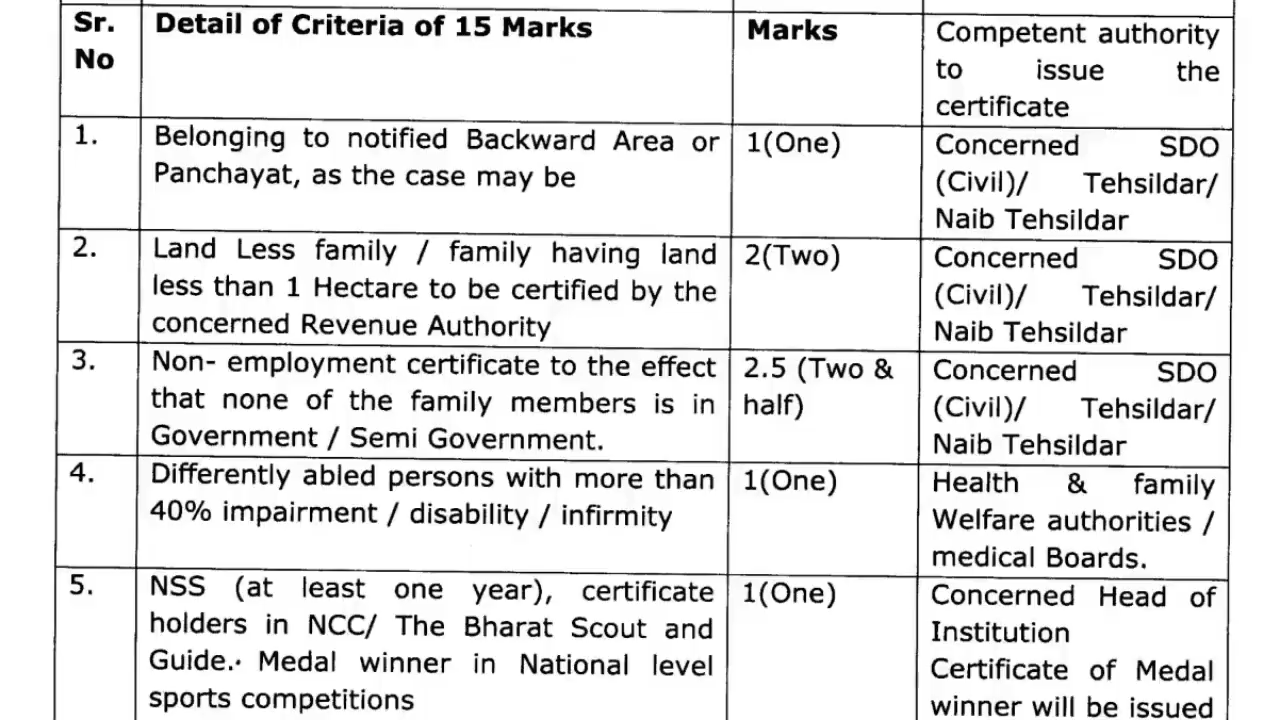 Sr. No
Detail of Criteria of 15 Marks
Marks
Competent authority
to issue the
certificate
1.
Belonging to notified Backward Area or
Panchayat, as the case may be
1(One)
Concerned SDO
(Civil)/ Tehsildar/
Naib Tehsildar
2.
Land Less family / family having land
less than 1 Hectare to be certified by the
concerned Revenue Authority
2(Two)
Concerned SDO
(Civil)/ Tehsildar/
Naib Tehsildar
3.
Non- employment certificate to the effect
that none of the family members is in
Government / Semi Government.
2.5 (Two &
half)
Concerned SDO
(Civil)/ Tehsildar/
Naib Tehsildar
4.
Differently abled persons with more than
40% impairment / disability / infirmity
1(One)
Health & family
Welfare authorities /
medical Boards.
5.
NSS (at least one year), certificate
holders in NCC/ The Bharat Scout and
Guide. Medal winner in National level
sports competitions
1(One)
Concerned Head of
Institution
Certificate of Medal
winner will be issued